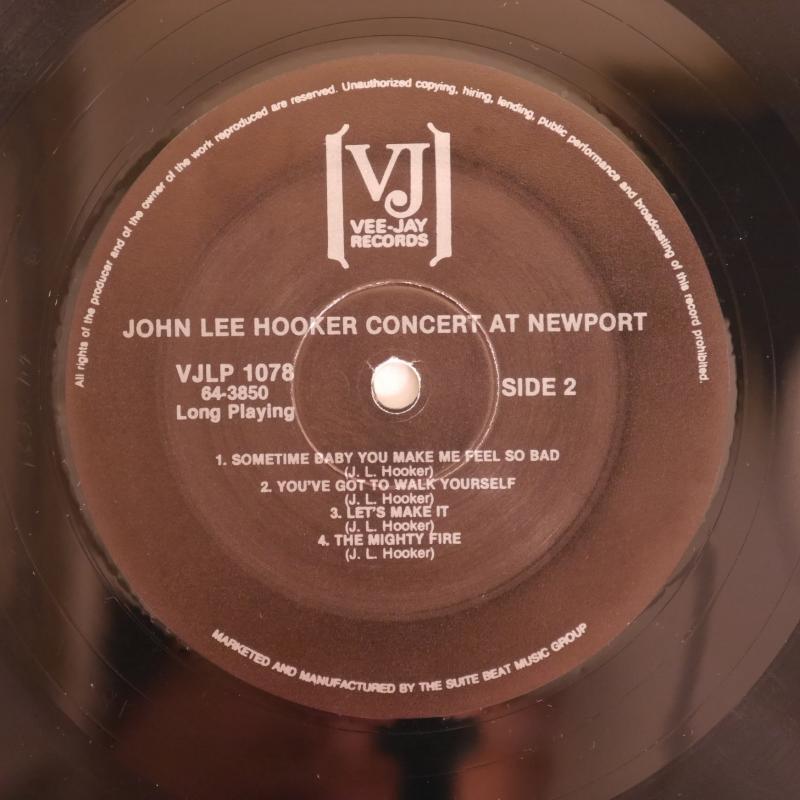 All rights of the producer and of the owner of the work reproduced are reserved. Unauthorized copying, hiring, lending, public performance and broadcasting of this record prohibited.
VJ
VEE-JAY
RECORDS
JOHN LEE HOOKER CONCERT AT NEWPORT
VJLP 1078
64-3850
Long Playing
SIDE 2
1. SOMETIME BABY YOU MAKE ME FEEL SO BAD
(J. L. Hooker)
2. YOU'VE GOT TO WALK YOURSELF
(J. L. Hooker)
3. LET'S MAKE IT
(J. L. Hooker)
4. THE MIGHTY FIRE
(J. L. Hooker)
MARKETED AND MANUFACTURED BY THE SUITE BEAT MUSIC GROUP